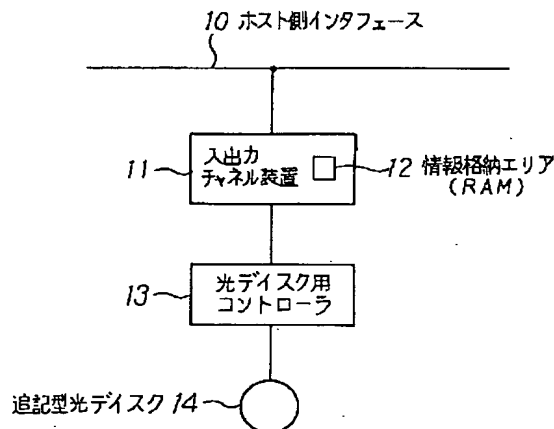 10 ホスト側インタフェース
11
入出力
チャネル装置
12 情報格納エリア
(RAM)
13
光ディスク用
コントローラ
追記型光ディスク 14